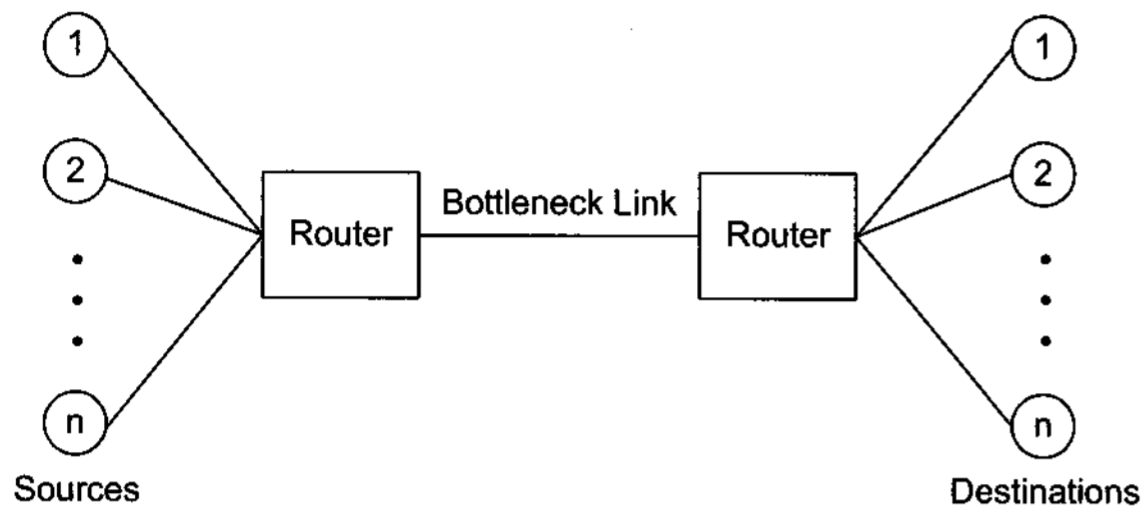 1
1
2
2
Bottleneck Link
Router
Router
n
n
Sources
Destinations